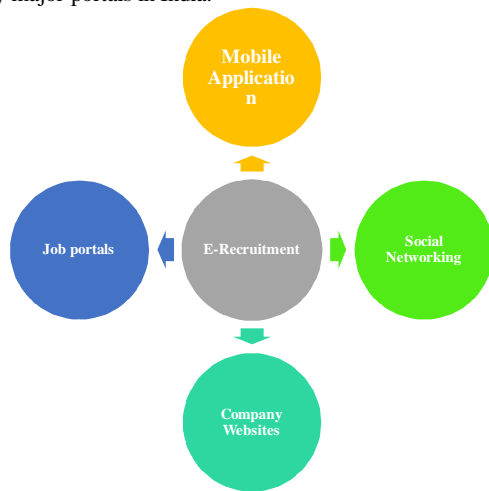 major portals in India.
Mobile
Applicatio
n
Job portals
E-Recruitment
Social
Networking
Company
Websites